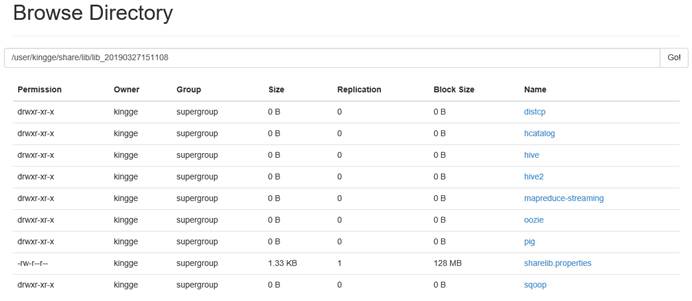 Browse Directory
/user/kingge/share/lib/lib_20190327151108 Go!
Permission Owner Group Size Replication Block Size Name
drwxr-xr-x kingge supergroup 0 B 0 0 B distcp
drwxr-xr-x kingge supergroup 0 B 0 0 B hcatalog
drwxr-xr-x kingge supergroup 0 B 0 0 B hive
drwxr-xr-x kingge supergroup 0 B 0 0 B hive2
drwxr-xr-x kingge supergroup 0 B 0 0 B mapreduce-streaming
drwxr-xr-x kingge supergroup 0 B 0 0 B oozie
drwxr-xr-x kingge supergroup 0 B 0 0 B pig
-rw-r--r-- kingge supergroup 1.33 KB 1 128 MB sharelib.properties
drwxr-xr-x kingge supergroup 0 B 0 0 B sqoop